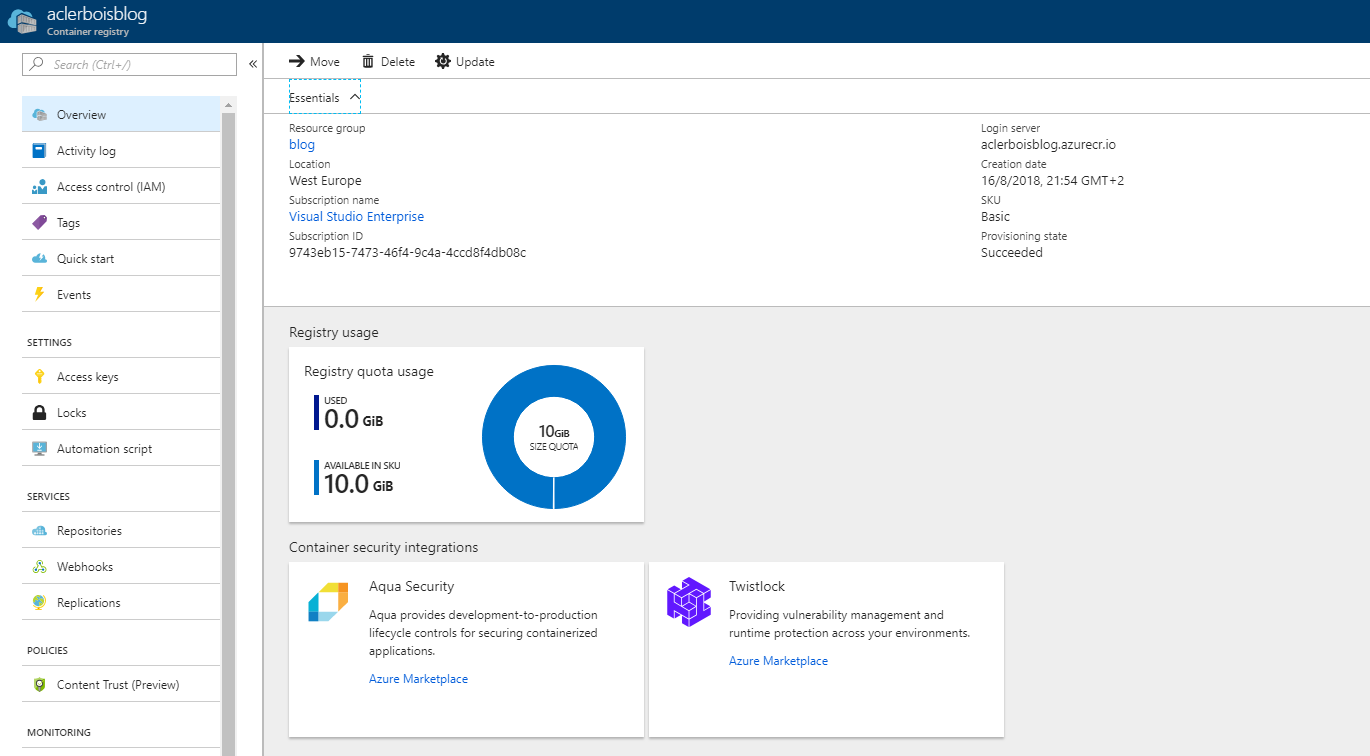 aclerboisblog
Container registry
Search (Ctrl+/)
«
Overview
Activity log
Access control (IAM)
Tags
Quick start
Events
SETTINGS
Access keys
Locks
Automation script
SERVICES
Repositories
Webhooks
Replications
POLICIES
Content Trust (Preview)
MONITORING
Move Delete Update
Essentials
Resource group
blog
Location
West Europe
Subscription name
Visual Studio Enterprise
Subscription ID
9743eb15-7473-46f4-9c4a-4ccd8f4db08c
Login server
aclerboisblog.azurecr.io
Creation date
16/8/2018, 21:54 GMT+2
SKU
Basic
Provisioning state
Succeeded
Registry usage
Registry quota usage
USED
0.0 GiB
AVAILABLE IN SKU
10.0 GiB
10GiB
SIZE QUOTA
Container security integrations
Aqua Security
Aqua provides development-to-production
lifecycle controls for securing containerized
applications.
Azure Marketplace
Twistlock
Providing vulnerability management and
runtime protection across your environments.
Azure Marketplace